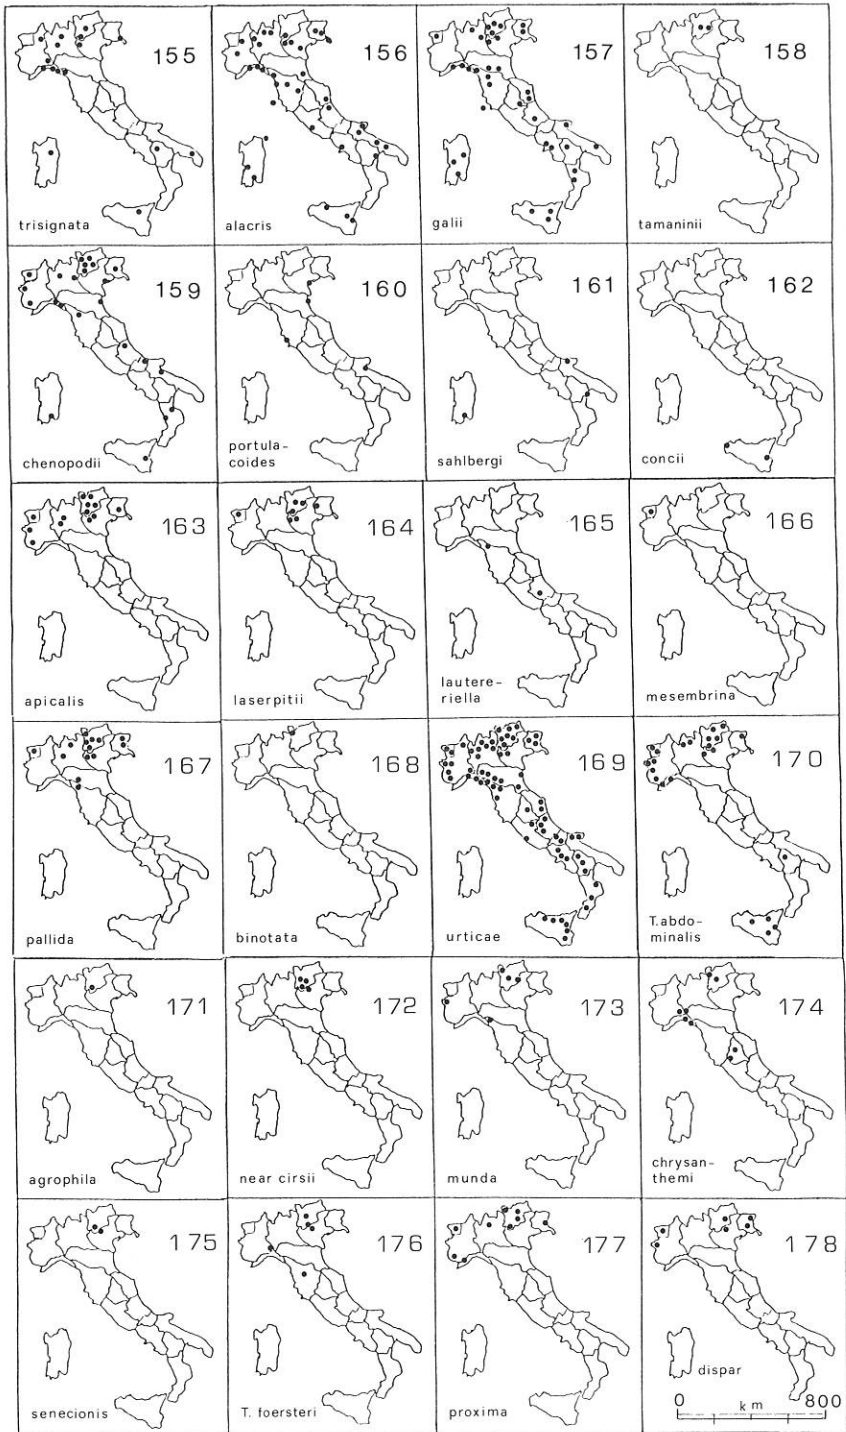 155
trisignata
156
alacris
157
galii
158
tamaninii
159
chenopodii
160
portula-
coides
161
sahlbergi
162
concii
163
apicalis
164
laserpitii
165
lautere-
riella
166
mesembrina
167
pallida
168
binotata
169
urticae
170
T.abdo-
minalis
171
agrophila
172
near cirsii
173
munda
174
chrysan-
themi
175
senecionis
176
T. foersteri
177
proxima
178
dispar
0 km 800